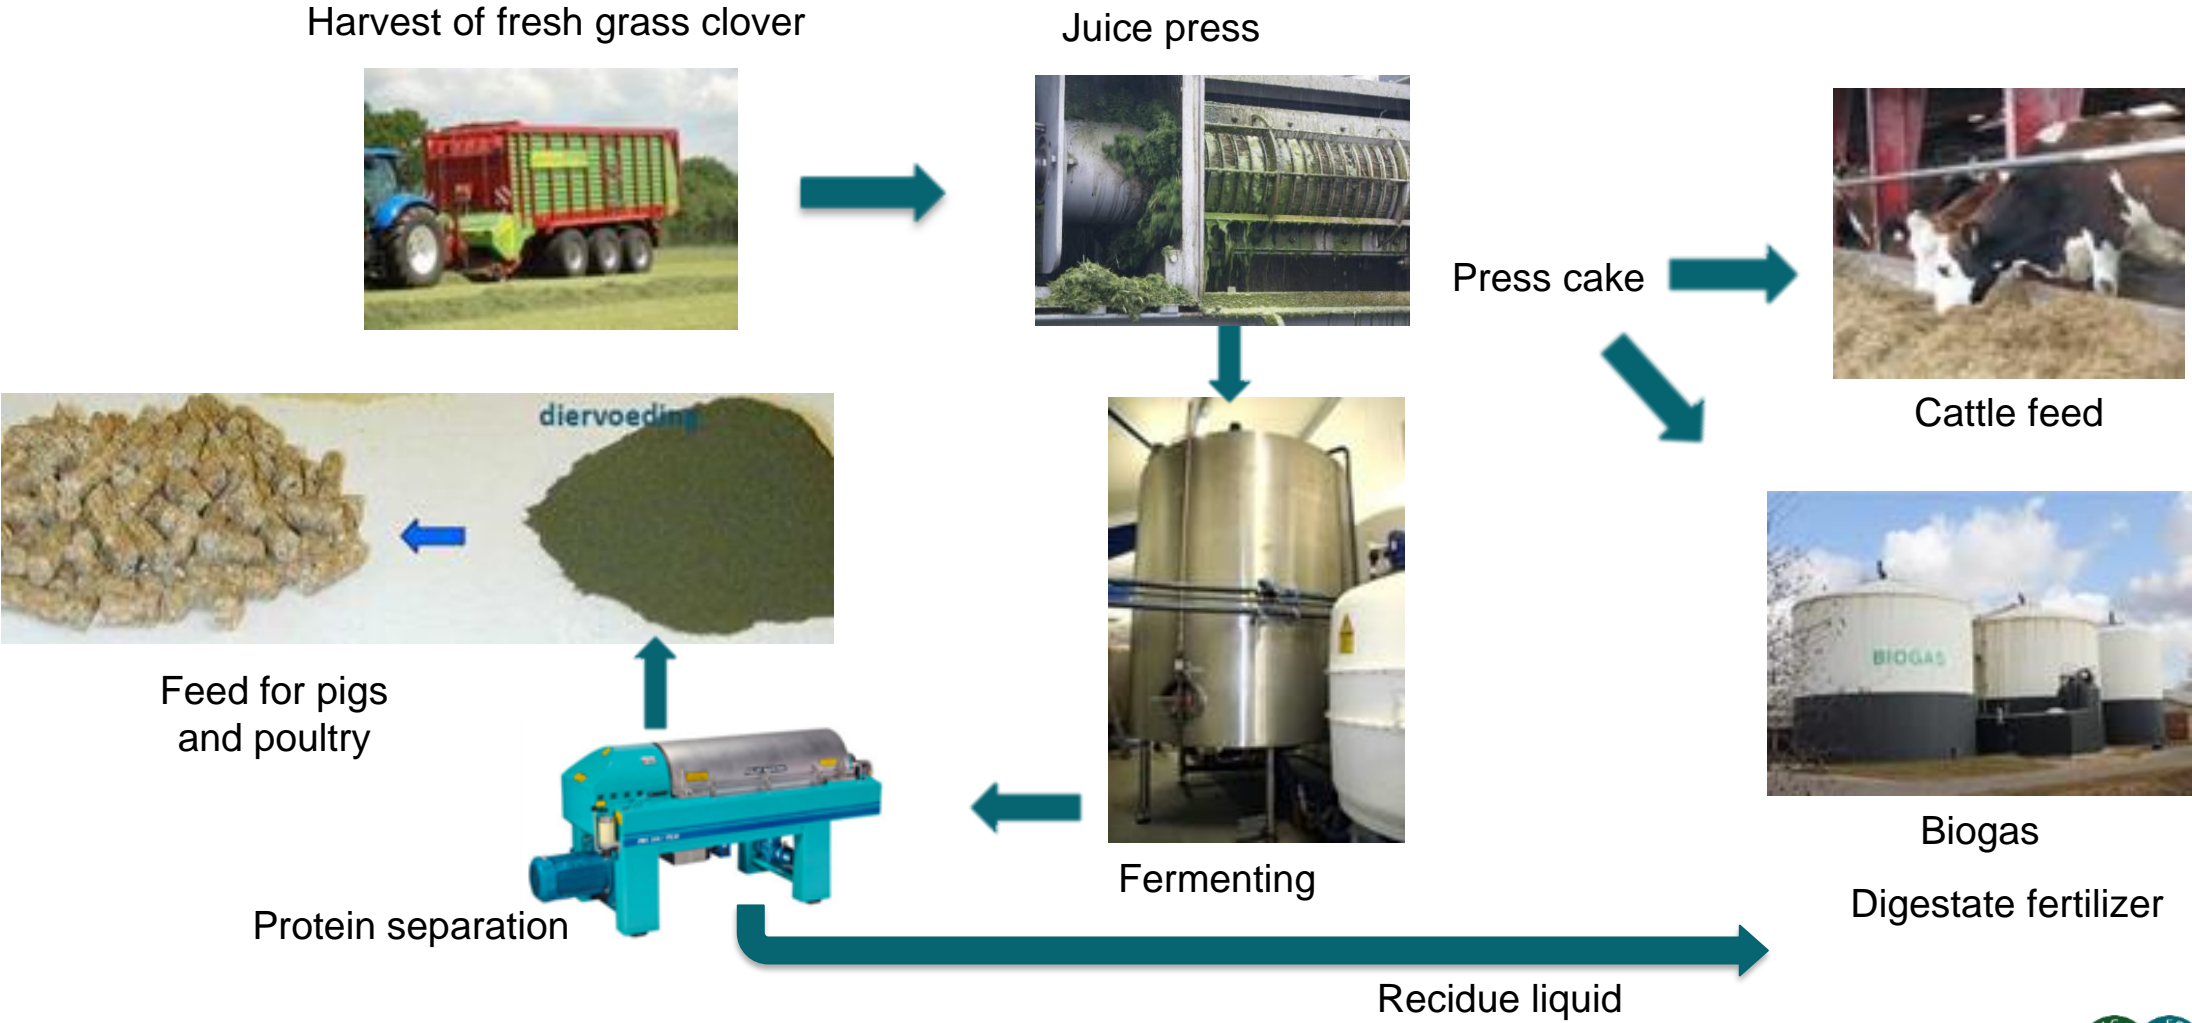 Harvest of fresh grass clover
Juice press
Press cake
Cattle feed
diervoeding
Feed for pigs
and poultry
BIOGAS
Biogas
Fermenting
Digestate fertilizer
Protein separation
Recidue liquid